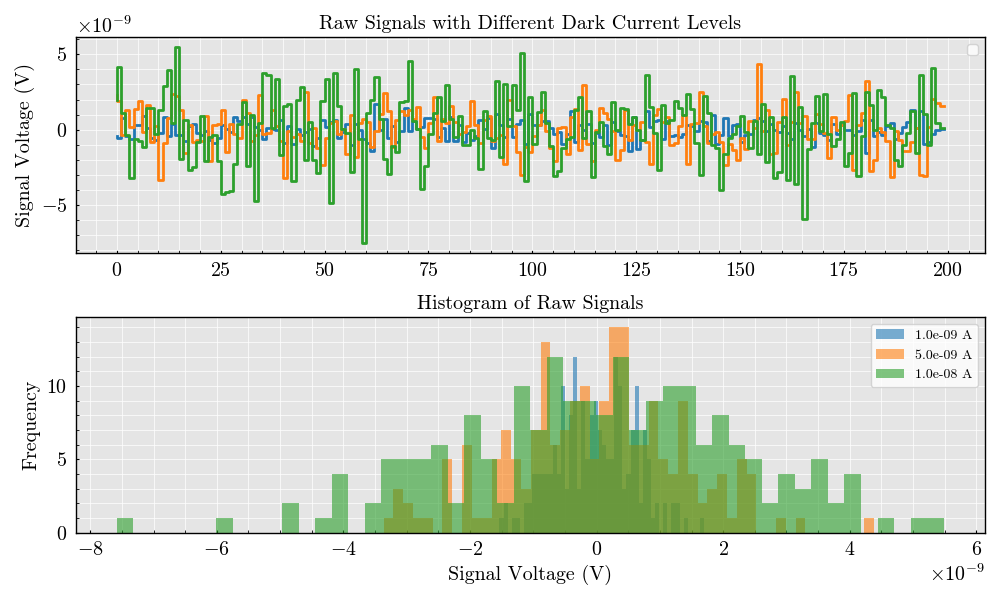 Raw Signals with Different Dark Current Levels
×10⁻⁹
Signal Voltage (V)
5
0
−5
0 25 50 75 100 125 150 175 200
Histogram of Raw Signals
Frequency
10
5
0
1.0e-09 A
5.0e-09 A
1.0e-08 A
−8 −6 −4 −2 0 2 4 6
Signal Voltage (V)
×10⁻⁹